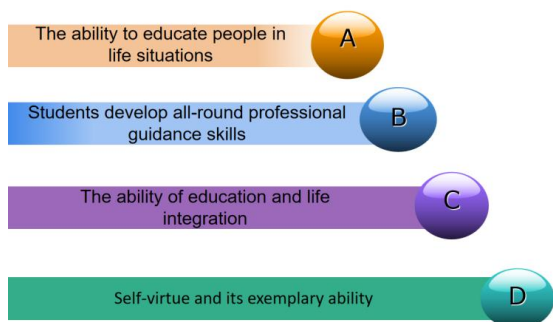 The ability to educate people in
life situations
A
Students develop all-round professional
guidance skills
B
The ability of education and life
integration
C
Self-virtue and its exemplary ability
D